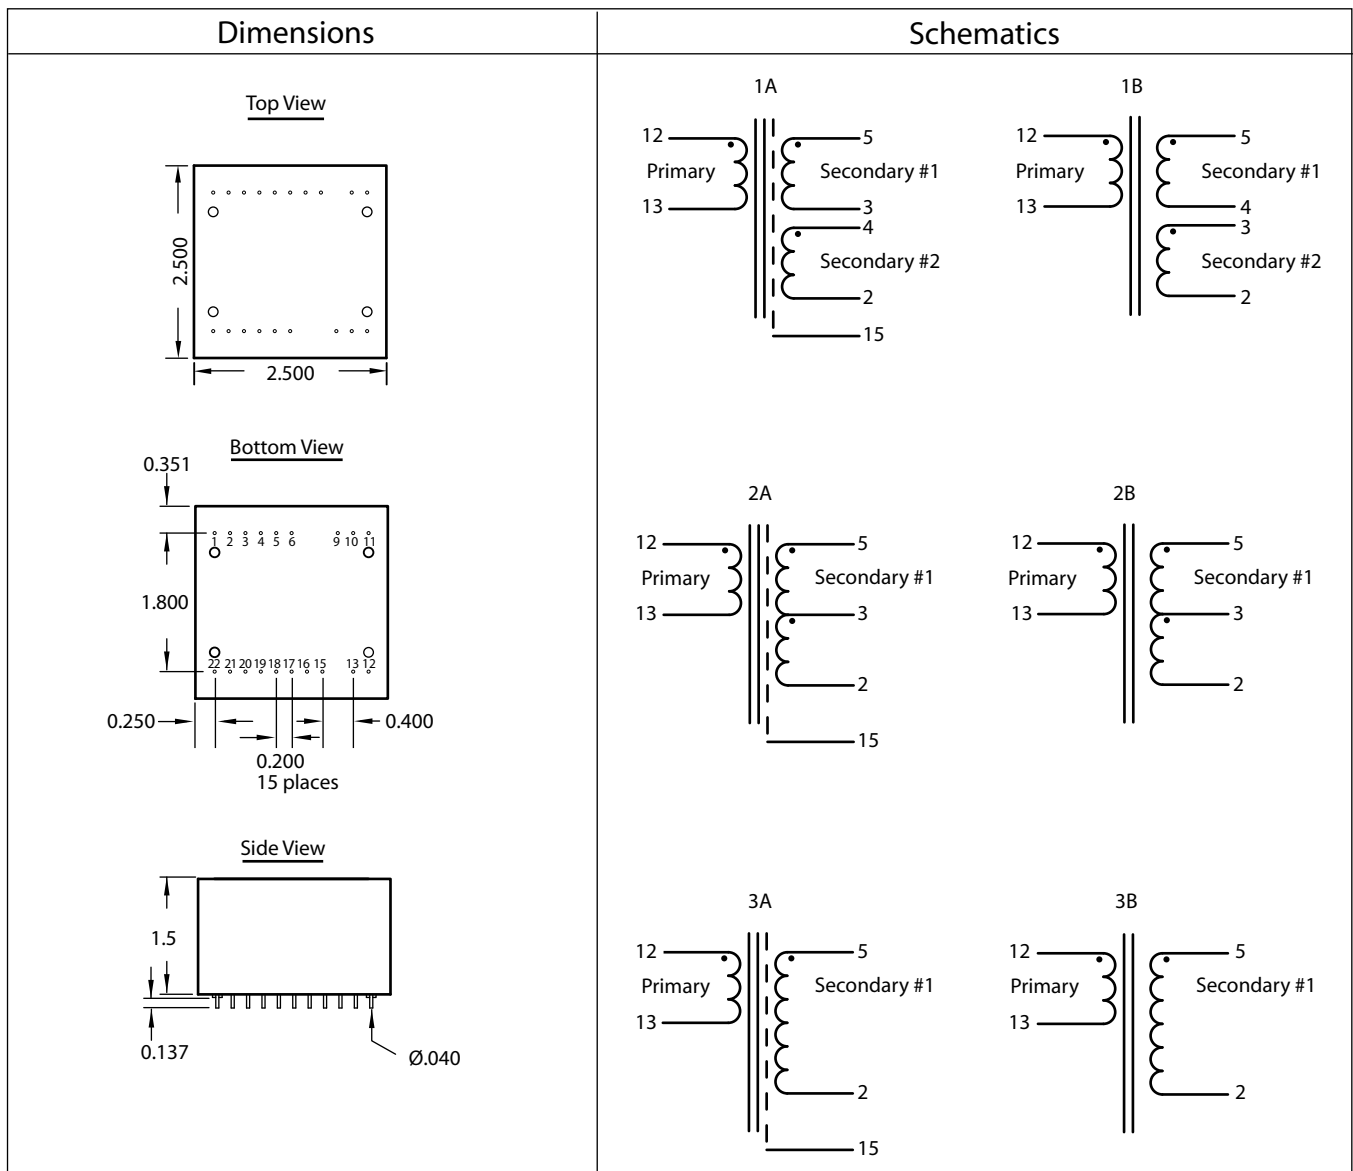 Dimensions
Top View
2.500
2.500
Bottom View
0.351
1 2 3 4 5 6 9 10 11
1.800
22 21 20 19 18 17 16 15 13 12
0.250
0.400
0.200
15 places
Side View
1.5
0.137
Ø.040
Schematics
1A
12
5
Primary
Secondary #1
13
3
4
Secondary #2
2
15
1B
12
5
Primary
Secondary #1
13
4
3
Secondary #2
2
2A
12
5
Primary
Secondary #1
13
3
2
15
2B
12
5
Primary
Secondary #1
13
3
2
3A
12
5
Primary
Secondary #1
13
2
15
3B
12
5
Primary
Secondary #1
13
2